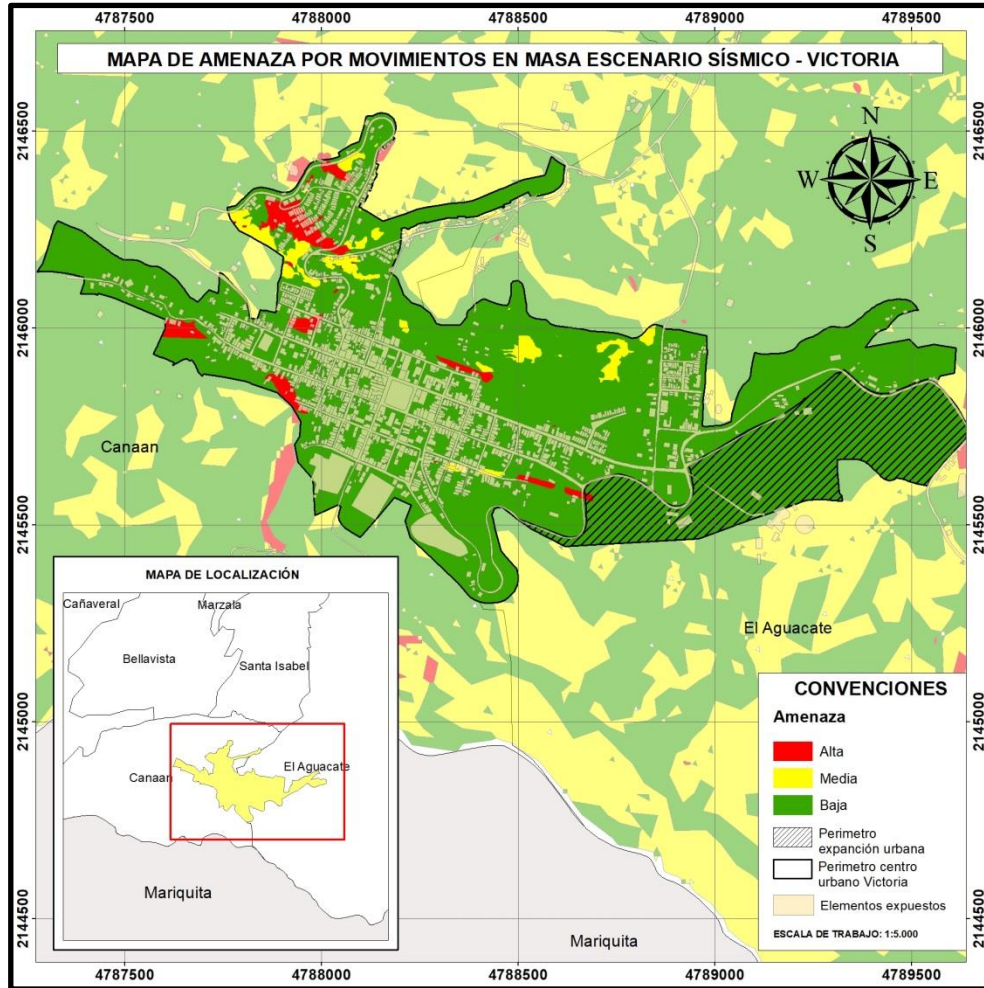 4787500 4788000 4788500 4789000 4789500
MAPA DE AMENAZA POR MOVIMIENTOS EN MASA ESCENARIO SÍSMICO - VICTORIA
N
W E
S
2146500 2146500
2146000 2146000
Canaan
2145500 2145500
El Aguacate
2145000 2145000
2144500 2144500
Mariquita
MAPA DE LOCALIZACIÓN
Cañaveral
Marzala
Bellavista
Santa Isabel
Canaan
El Aguacate
Mariquita
CONVENCIONES
Amenaza
Alta
Media
Baja
Perimetro
expanción urbana
Perimetro centro
urbano Victoria
Elementos expuestos
ESCALA DE TRABAJO: 1:5.000
4787500 4788000 4788500 4789000 4789500